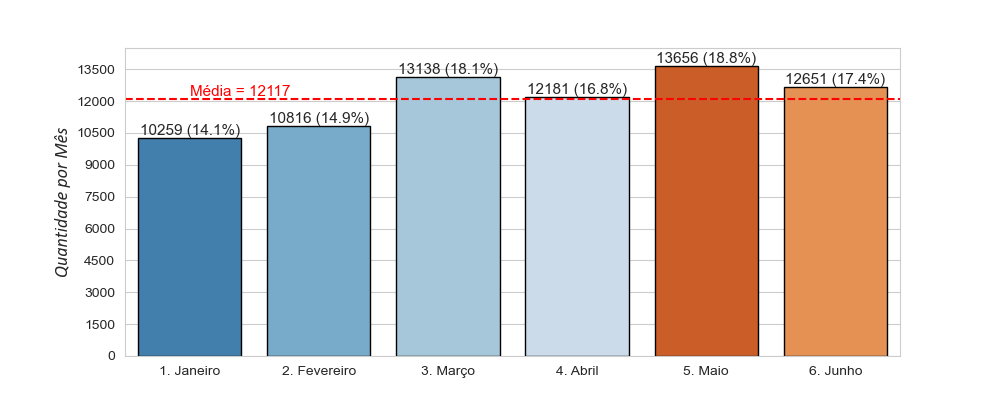 13656 (18.8%)
13138 (18.1%)
12651 (17.4%)
12181 (16.8%)
Média = 12117
10816 (14.9%)
10259 (14.1%)
Quantidade por Mês
13500
12000
10500
9000
7500
6000
4500
3000
1500
0
1. Janeiro
2. Fevereiro
3. Março
4. Abril
5. Maio
6. Junho